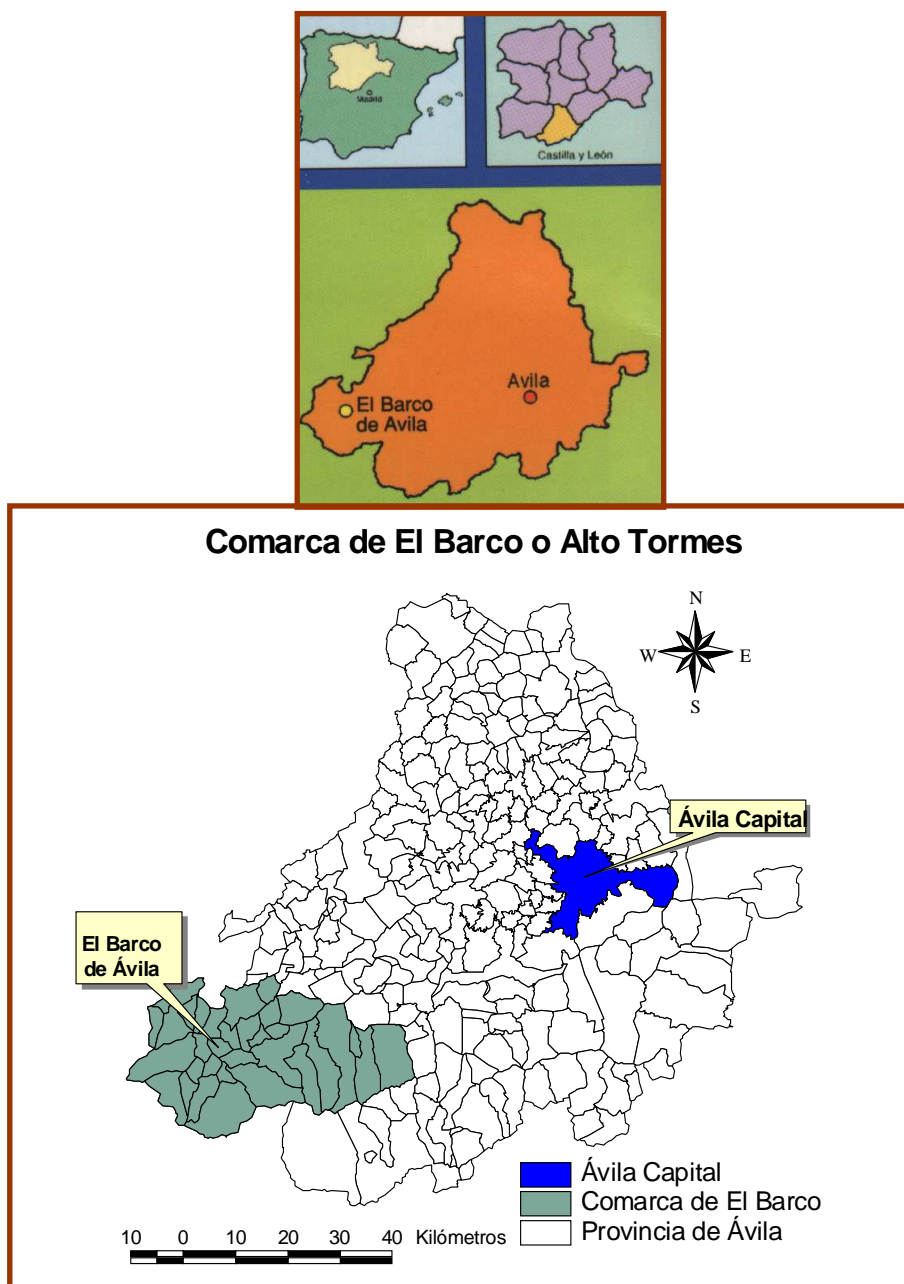 Madrid
Castilla y León
Avila
El Barco
de Avila
Comarca de El Barco o Alto Tormes
N
W
E
S
Ávila Capital
El Barco
de Ávila
Ávila Capital
Comarca de El Barco
Provincia de Ávila
10 0 10 20 30 40 Kilómetros